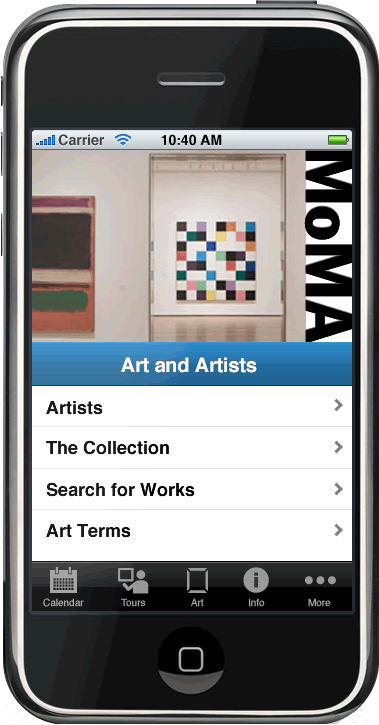 Carrier 10:40 AM
MoMA
Art and Artists
Artists
The Collection
Search for Works
Art Terms
Calendar Tours Art Info More